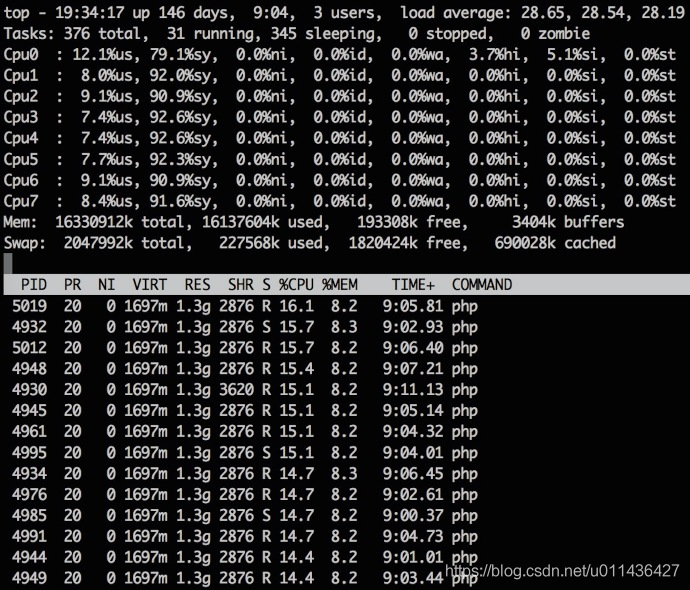 top - 19:34:17 up 146 days,  9:04,  3 users,  load average: 28.65, 28.54, 28.19
Tasks: 376 total,  31 running, 345 sleeping,   0 stopped,   0 zombie
Cpu0  : 12.1%us, 79.1%sy,  0.0%ni,  0.0%id,  0.0%wa,  3.7%hi,  5.1%si,  0.0%st
Cpu1  :  8.0%us, 92.0%sy,  0.0%ni,  0.0%id,  0.0%wa,  0.0%hi,  0.0%si,  0.0%st
Cpu2  :  9.1%us, 90.9%sy,  0.0%ni,  0.0%id,  0.0%wa,  0.0%hi,  0.0%si,  0.0%st
Cpu3  :  7.4%us, 92.6%sy,  0.0%ni,  0.0%id,  0.0%wa,  0.0%hi,  0.0%si,  0.0%st
Cpu4  :  7.4%us, 92.6%sy,  0.0%ni,  0.0%id,  0.0%wa,  0.0%hi,  0.0%si,  0.0%st
Cpu5  :  7.7%us, 92.3%sy,  0.0%ni,  0.0%id,  0.0%wa,  0.0%hi,  0.0%si,  0.0%st
Cpu6  :  9.1%us, 90.9%sy,  0.0%ni,  0.0%id,  0.0%wa,  0.0%hi,  0.0%si,  0.0%st
Cpu7  :  8.4%us, 91.6%sy,  0.0%ni,  0.0%id,  0.0%wa,  0.0%hi,  0.0%si,  0.0%st
Mem:  16330912k total, 16137604k used,   193308k free,     3404k buffers
Swap:  2047992k total,   227568k used,  1820424k free,   690028k cached
PID  PR  NI  VIRT  RES  SHR S %CPU %MEM    TIME+  COMMAND
5019  20   0 1697m 1.3g 2876 R 16.1  8.2   9:05.81 php
4932  20   0 1697m 1.3g 2876 S 15.7  8.3   9:02.93 php
5012  20   0 1697m 1.3g 2876 R 15.7  8.2   9:06.40 php
4948  20   0 1697m 1.3g 2876 R 15.4  8.2   9:07.21 php
4930  20   0 1697m 1.3g 3620 R 15.1  8.2   9:11.13 php
4945  20   0 1697m 1.3g 2876 R 15.1  8.2   9:05.14 php
4961  20   0 1697m 1.3g 2876 R 15.1  8.2   9:04.32 php
4995  20   0 1697m 1.3g 2876 S 15.1  8.2   9:04.01 php
4934  20   0 1697m 1.3g 2876 R 14.7  8.3   9:06.45 php
4976  20   0 1697m 1.3g 2876 R 14.7  8.2   9:02.61 php
4985  20   0 1697m 1.3g 2876 S 14.7  8.2   9:00.37 php
4991  20   0 1697m 1.3g 2876 R 14.7  8.2   9:04.73 php
4944  20   0 1697m 1.3g 2876 R 14.4  8.2   9:01.01 php
4949  20   0 1697m 1.3g 2876 R 14.4  8.2   9:03.44 php
https://blog.csdn.net/u011436427